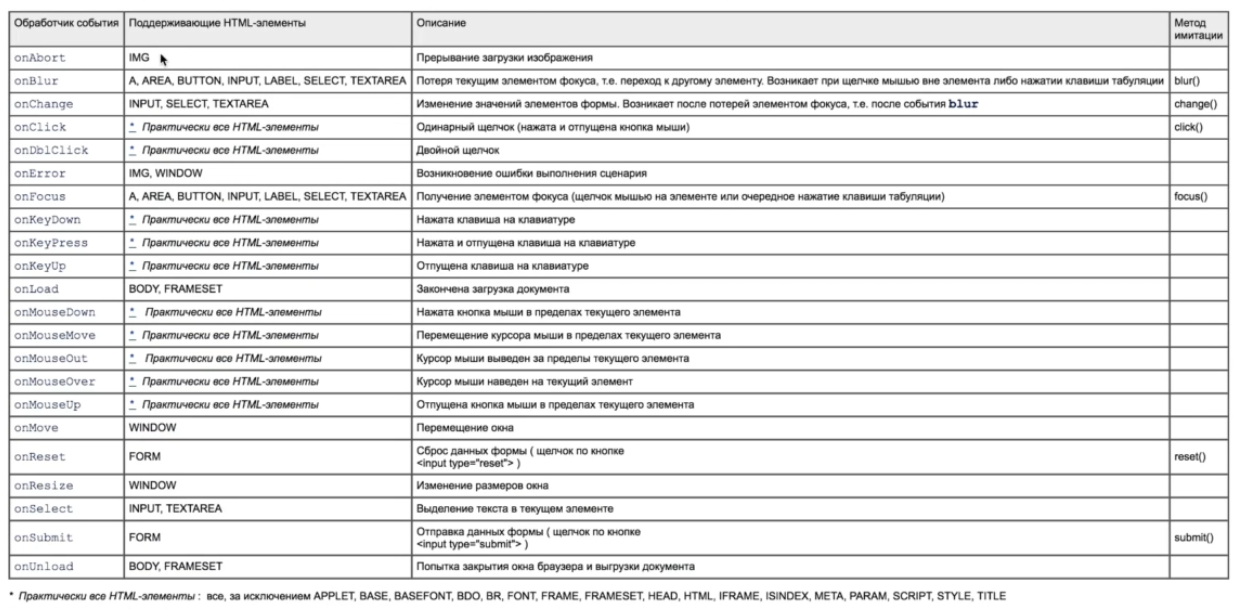 Обработчик события Поддерживающие HTML-элементы Описание Метод
имитации
onAbort IMG Прерывание загрузки изображения
onBlur A, AREA, BUTTON, INPUT, LABEL, SELECT, TEXTAREA Потеря текущим элементом фокуса, т.е. переход к другому элементу. Возникает при щелчке мышью вне элемента либо нажатии клавиши табуляции blur()
onChange INPUT, SELECT, TEXTAREA Изменение значений элементов формы. Возникает после потерей элементом фокуса, т.е. после события blur change()
onClick * Практически все HTML-элементы Одинарный щелчок (нажата и отпущена кнопка мыши) click()
onDblClick * Практически все HTML-элементы Двойной щелчок
onError IMG, WINDOW Возникновение ошибки выполнения сценария
onFocus A, AREA, BUTTON, INPUT, LABEL, SELECT, TEXTAREA Получение элементом фокуса (щелчок мышью на элементе или очередное нажатие клавиши табуляции) focus()
onKeyDown * Практически все HTML-элементы Нажата клавиша на клавиатуре
onKeyPress * Практически все HTML-элементы Нажата и отпущена клавиша на клавиатуре
onKeyUp * Практически все HTML-элементы Отпущена клавиша на клавиатуре
onLoad BODY, FRAMESET Закончена загрузка документа
onMouseDown * Практически все HTML-элементы Нажата кнопка мыши в пределах текущего элемента
onMouseMove * Практически все HTML-элементы Перемещение курсора мыши в пределах текущего элемента
onMouseOut * Практически все HTML-элементы Курсор мыши выведен за пределы текущего элемента
onMouseOver * Практически все HTML-элементы Курсор мыши наведен на текущий элемент
onMouseUp * Практически все HTML-элементы Отпущена кнопка мыши в пределах текущего элемента
onMove WINDOW Перемещение окна
onReset FORM Сброс данных формы ( щелчок по кнопке
<input type="reset"> ) reset()
onResize WINDOW Изменение размеров окна
onSelect INPUT, TEXTAREA Выделение текста в текущем элементе
onSubmit FORM Отправка данных формы ( щелчок по кнопке
<input type="submit"> ) submit()
onUnload BODY, FRAMESET Попытка закрытия окна браузера и выгрузки документа
* Практически все HTML-элементы : все, за исключением APPLET, BASE, BASEFONT, BDO, BR, FONT, FRAME, FRAMESET, HEAD, HTML, IFRAME, ISINDEX, META, PARAM, SCRIPT, STYLE, TITLE